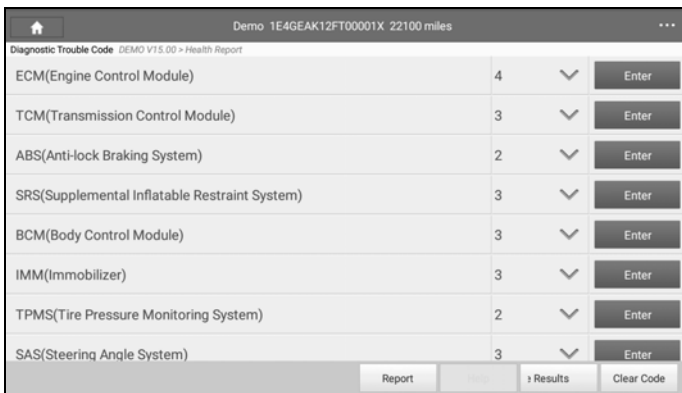 Demo 1E4GEAK12FT00001X 22100 miles
Diagnostic Trouble Code DEMO V15.00 > Health Report
ECM(Engine Control Module) 4 Enter
TCM(Transmission Control Module) 3 Enter
ABS(Anti-lock Braking System) 2 Enter
SRS(Supplemental Inflatable Restraint System) 3 Enter
BCM(Body Control Module) 3 Enter
IMM(Immobilizer) 3 Enter
TPMS(Tire Pressure Monitoring System) 2 Enter
SAS(Steering Angle System) 3 Enter
Report Results Clear Code